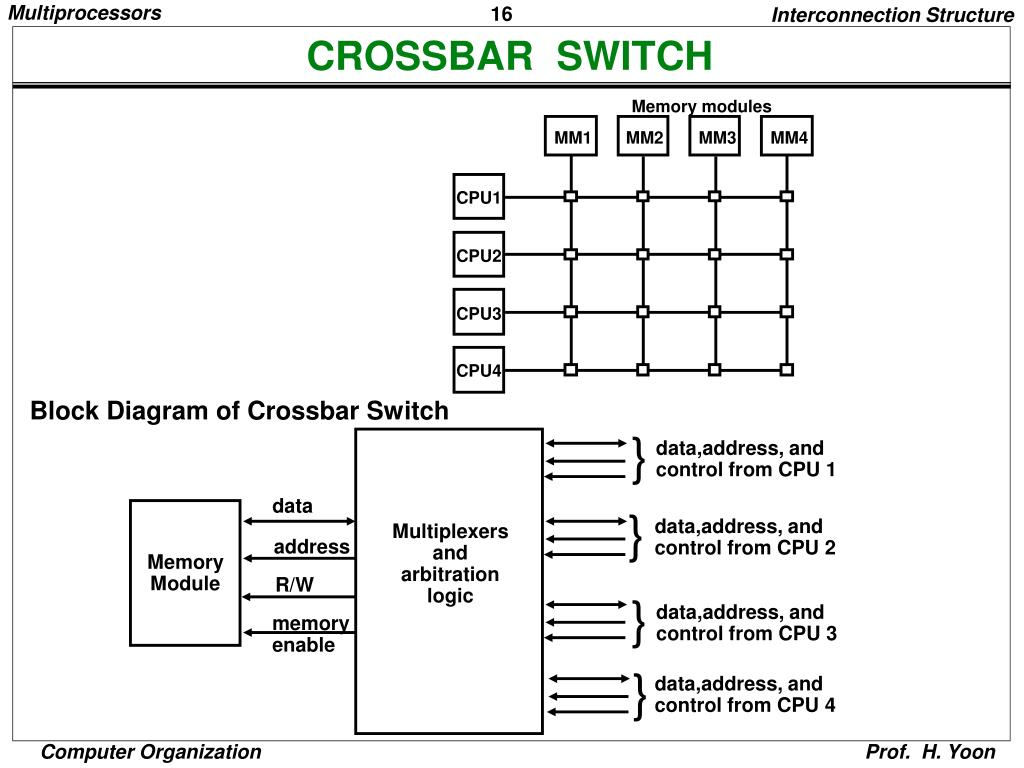 Multiprocessors 16 Interconnection Structure
CROSSBAR SWITCH
Memory modules
MM1 MM2 MM3 MM4
CPU1
CPU2
CPU3
CPU4
Block Diagram of Crossbar Switch
data,address, and
control from CPU 1
data
address
R/W
memory
enable
Memory
Module
Multiplexers
and
arbitration
logic
data,address, and
control from CPU 2
data,address, and
control from CPU 3
data,address, and
control from CPU 4
Computer Organization Prof. H. Yoon